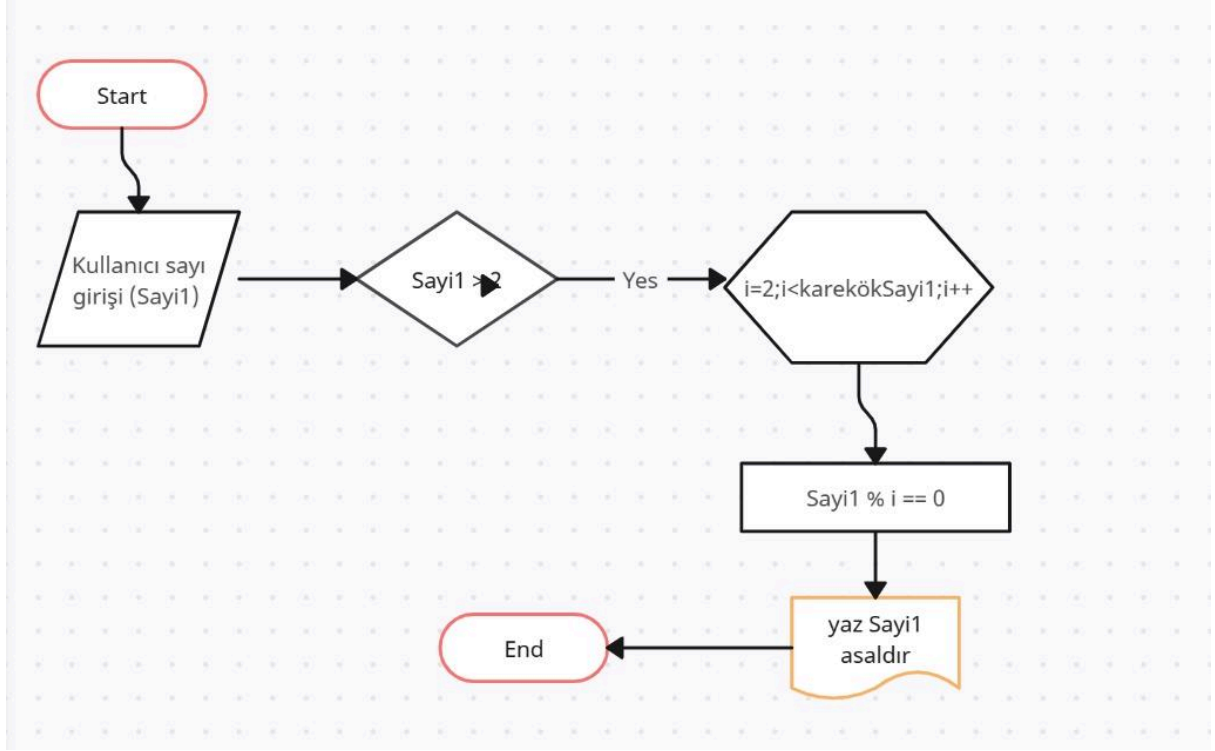 Start
Kullanıcı sayı
girişi (Sayi1)
Sayi1 > 2
Yes
i=2;i<karekökSayi1;i++
Sayi1 % i == 0
yaz Sayi1
asaldır
End